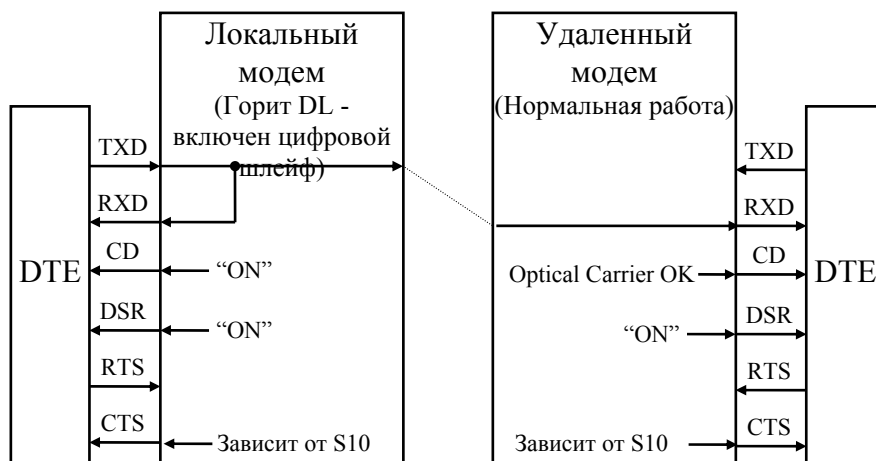 Локальный
модем
(Горит DL -
включен цифровой
шлейф)
Удаленный
модем
(Нормальная работа)
TXD
TXD
RXD
RXD
DTE
CD
“ON”
Optical Carrier OK
CD
DTE
DSR
“ON”
“ON”
DSR
RTS
RTS
CTS
Зависит от S10
Зависит от S10
CTS